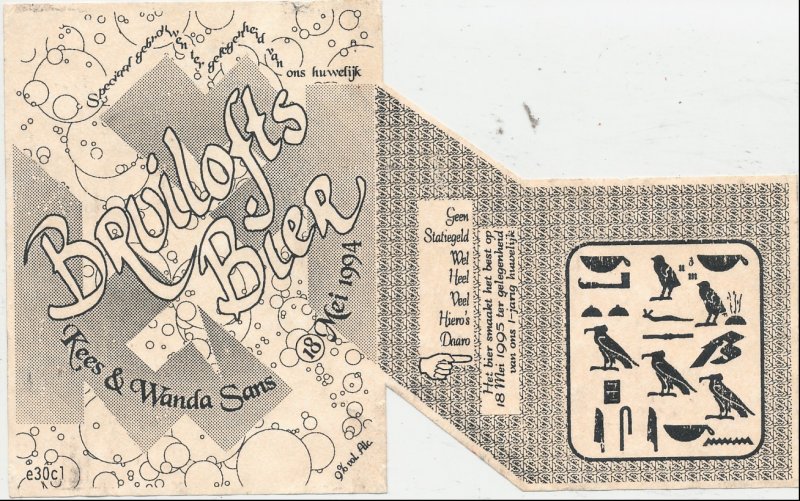 Speciaal gebrouwen ter gelegenheid van
ons huwelijk
Bruilofts
Bier
Kees & Wanda Sans
18 Mei 1994
9% vol. Alc.
e30cl
Geen
Statiegeld
Wel
Heel
Veel
Hiero's
Daaro
Het bier smaakt het best op
18 Mei 1995 ter gelegenheid
van ons 1-jarig huwelijk